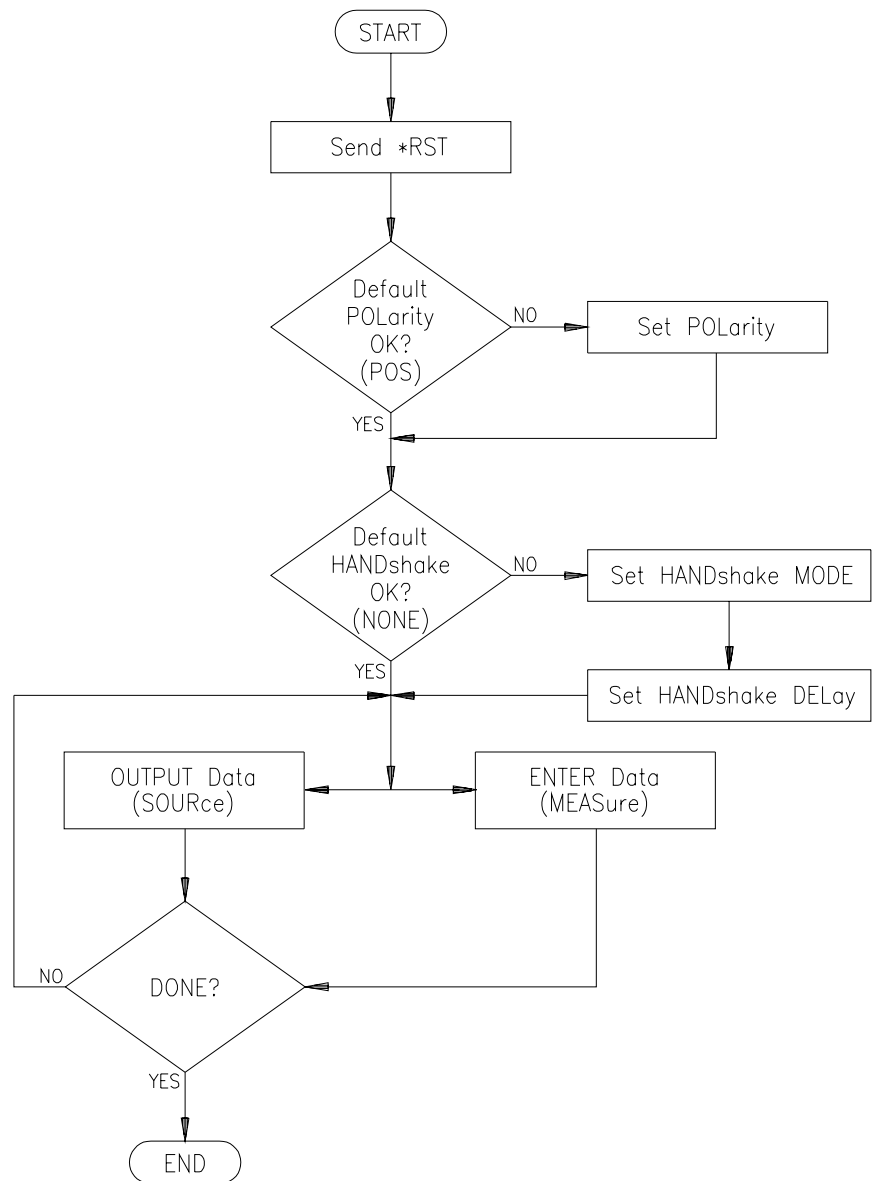 START
Send *RST
Default
POLarity
OK?
(POS)
NO
Set POLarity
YES
Default
HANDshake
OK?
(NONE)
NO
Set HANDshake MODE
YES
Set HANDshake DELay
OUTPUT Data
(SOURce)
ENTER Data
(MEASure)
NO
DONE?
YES
END